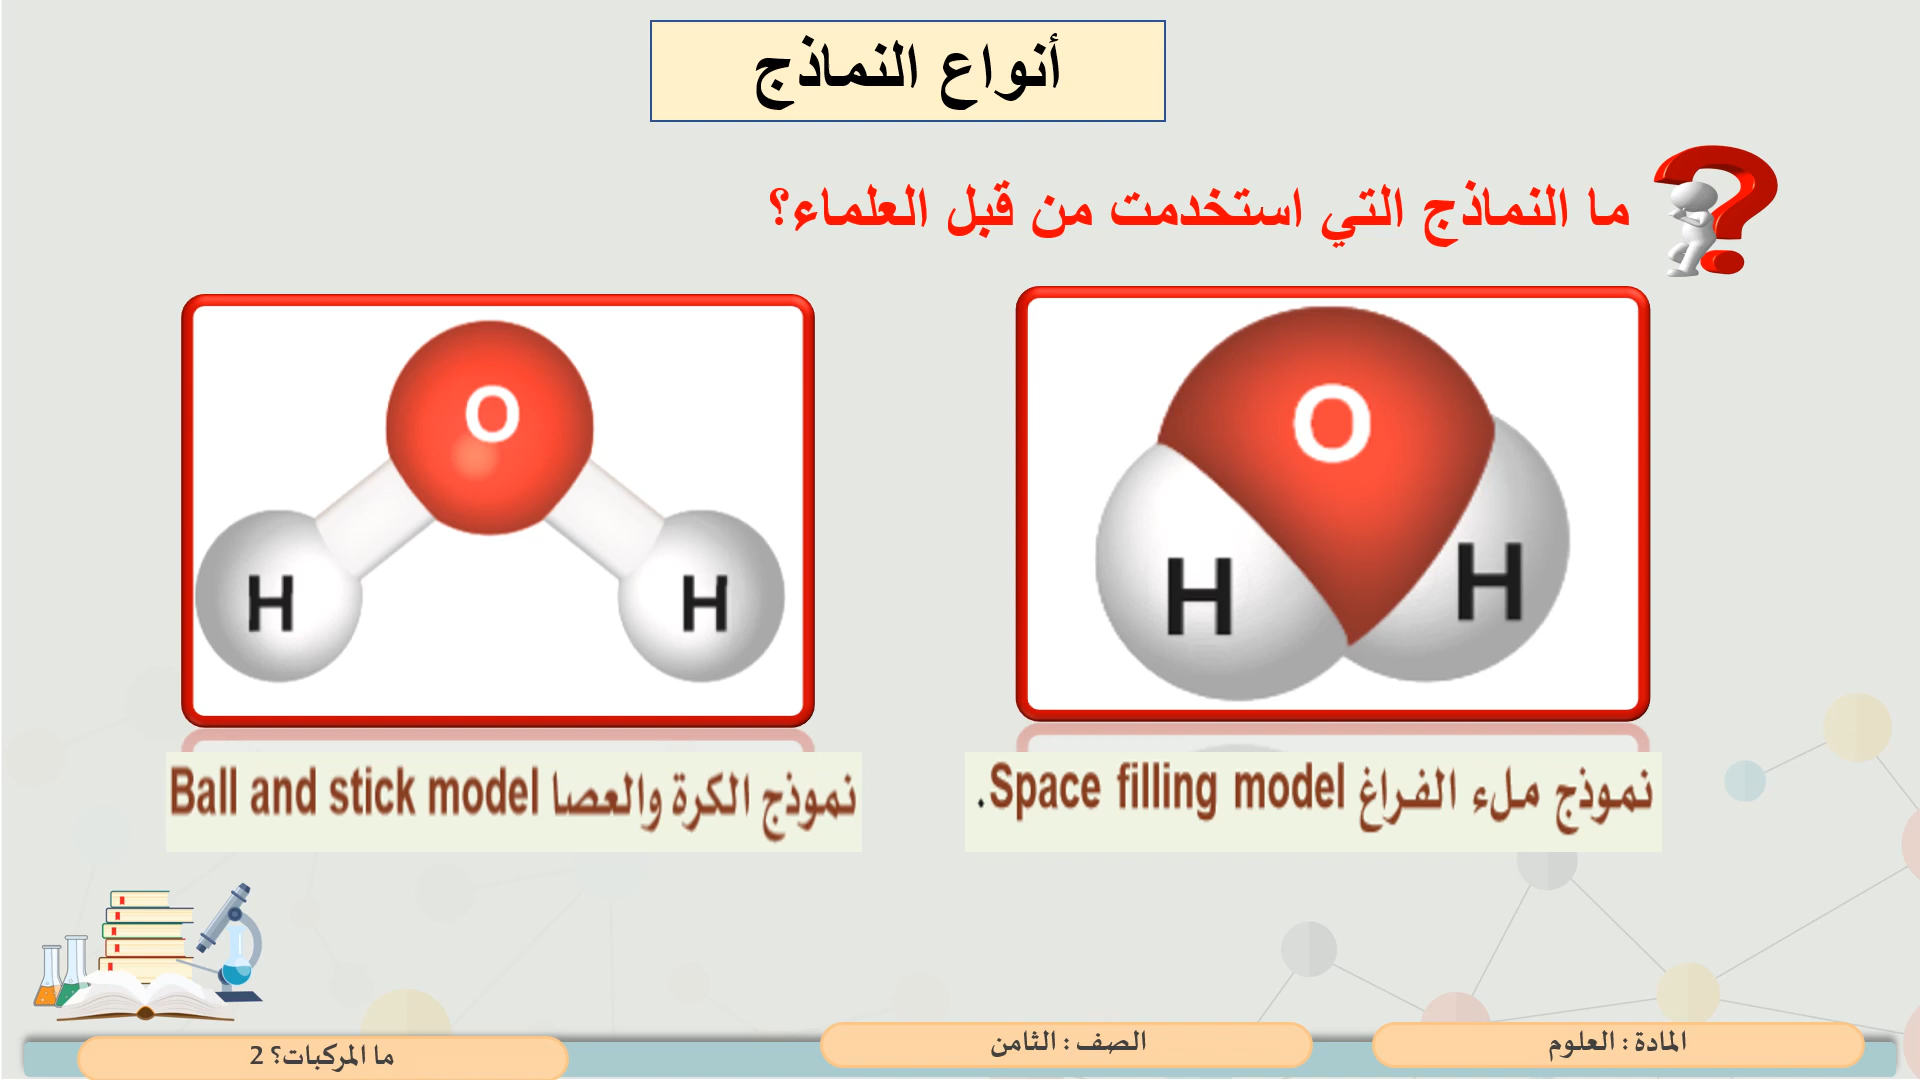 أنواع النماذج
ما النماذج التي استخدمت من قبل العلماء؟
O
H
H
O
H
H
نموذج ملء الفراغ Space filling model.
نموذج الكرة والعصا Ball and stick model
المادة : العلوم
الصف : الثامن
ما المركبات؟ 2